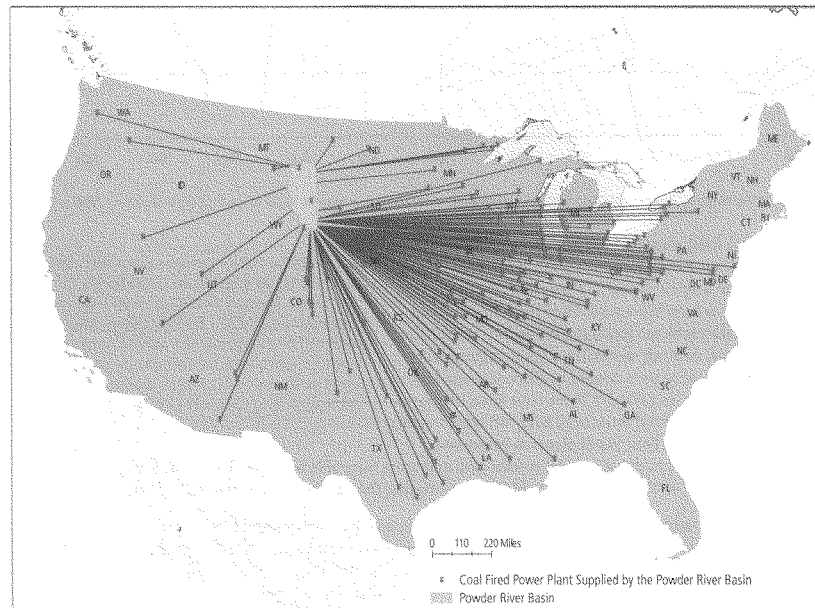 WA
MT
ND
ME
OR
ID
MN
VT
NH
NY
MA
WY
MI
CT
RI
PA
NV
UT
NJ
OH
IL
CA
CO
WV
DC
MD
DE
KS
MO
VA
KY
AZ
NM
OK
TN
NC
AR
SC
MS
AL
GA
TX
LA
FL
0 110 220 Miles
Coal Fired Power Plant Supplied by the Powder River Basin
Powder River Basin